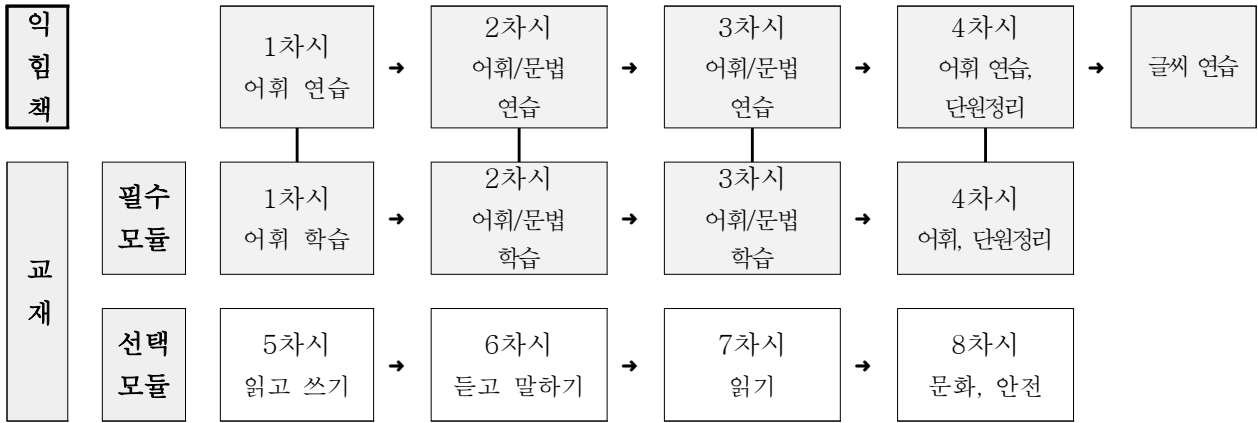 익힘책
1차시
어휘 연습
2차시
어휘/문법
연습
3차시
어휘/문법
연습
4차시
어휘 연습,
단원정리
글씨 연습
교재
필수
모듈
1차시
어휘 학습
2차시
어휘/문법
학습
3차시
어휘/문법
학습
4차시
어휘, 단원정리
선택
모듈
5차시
읽고 쓰기
6차시
듣고 말하기
7차시
읽기
8차시
문화, 안전